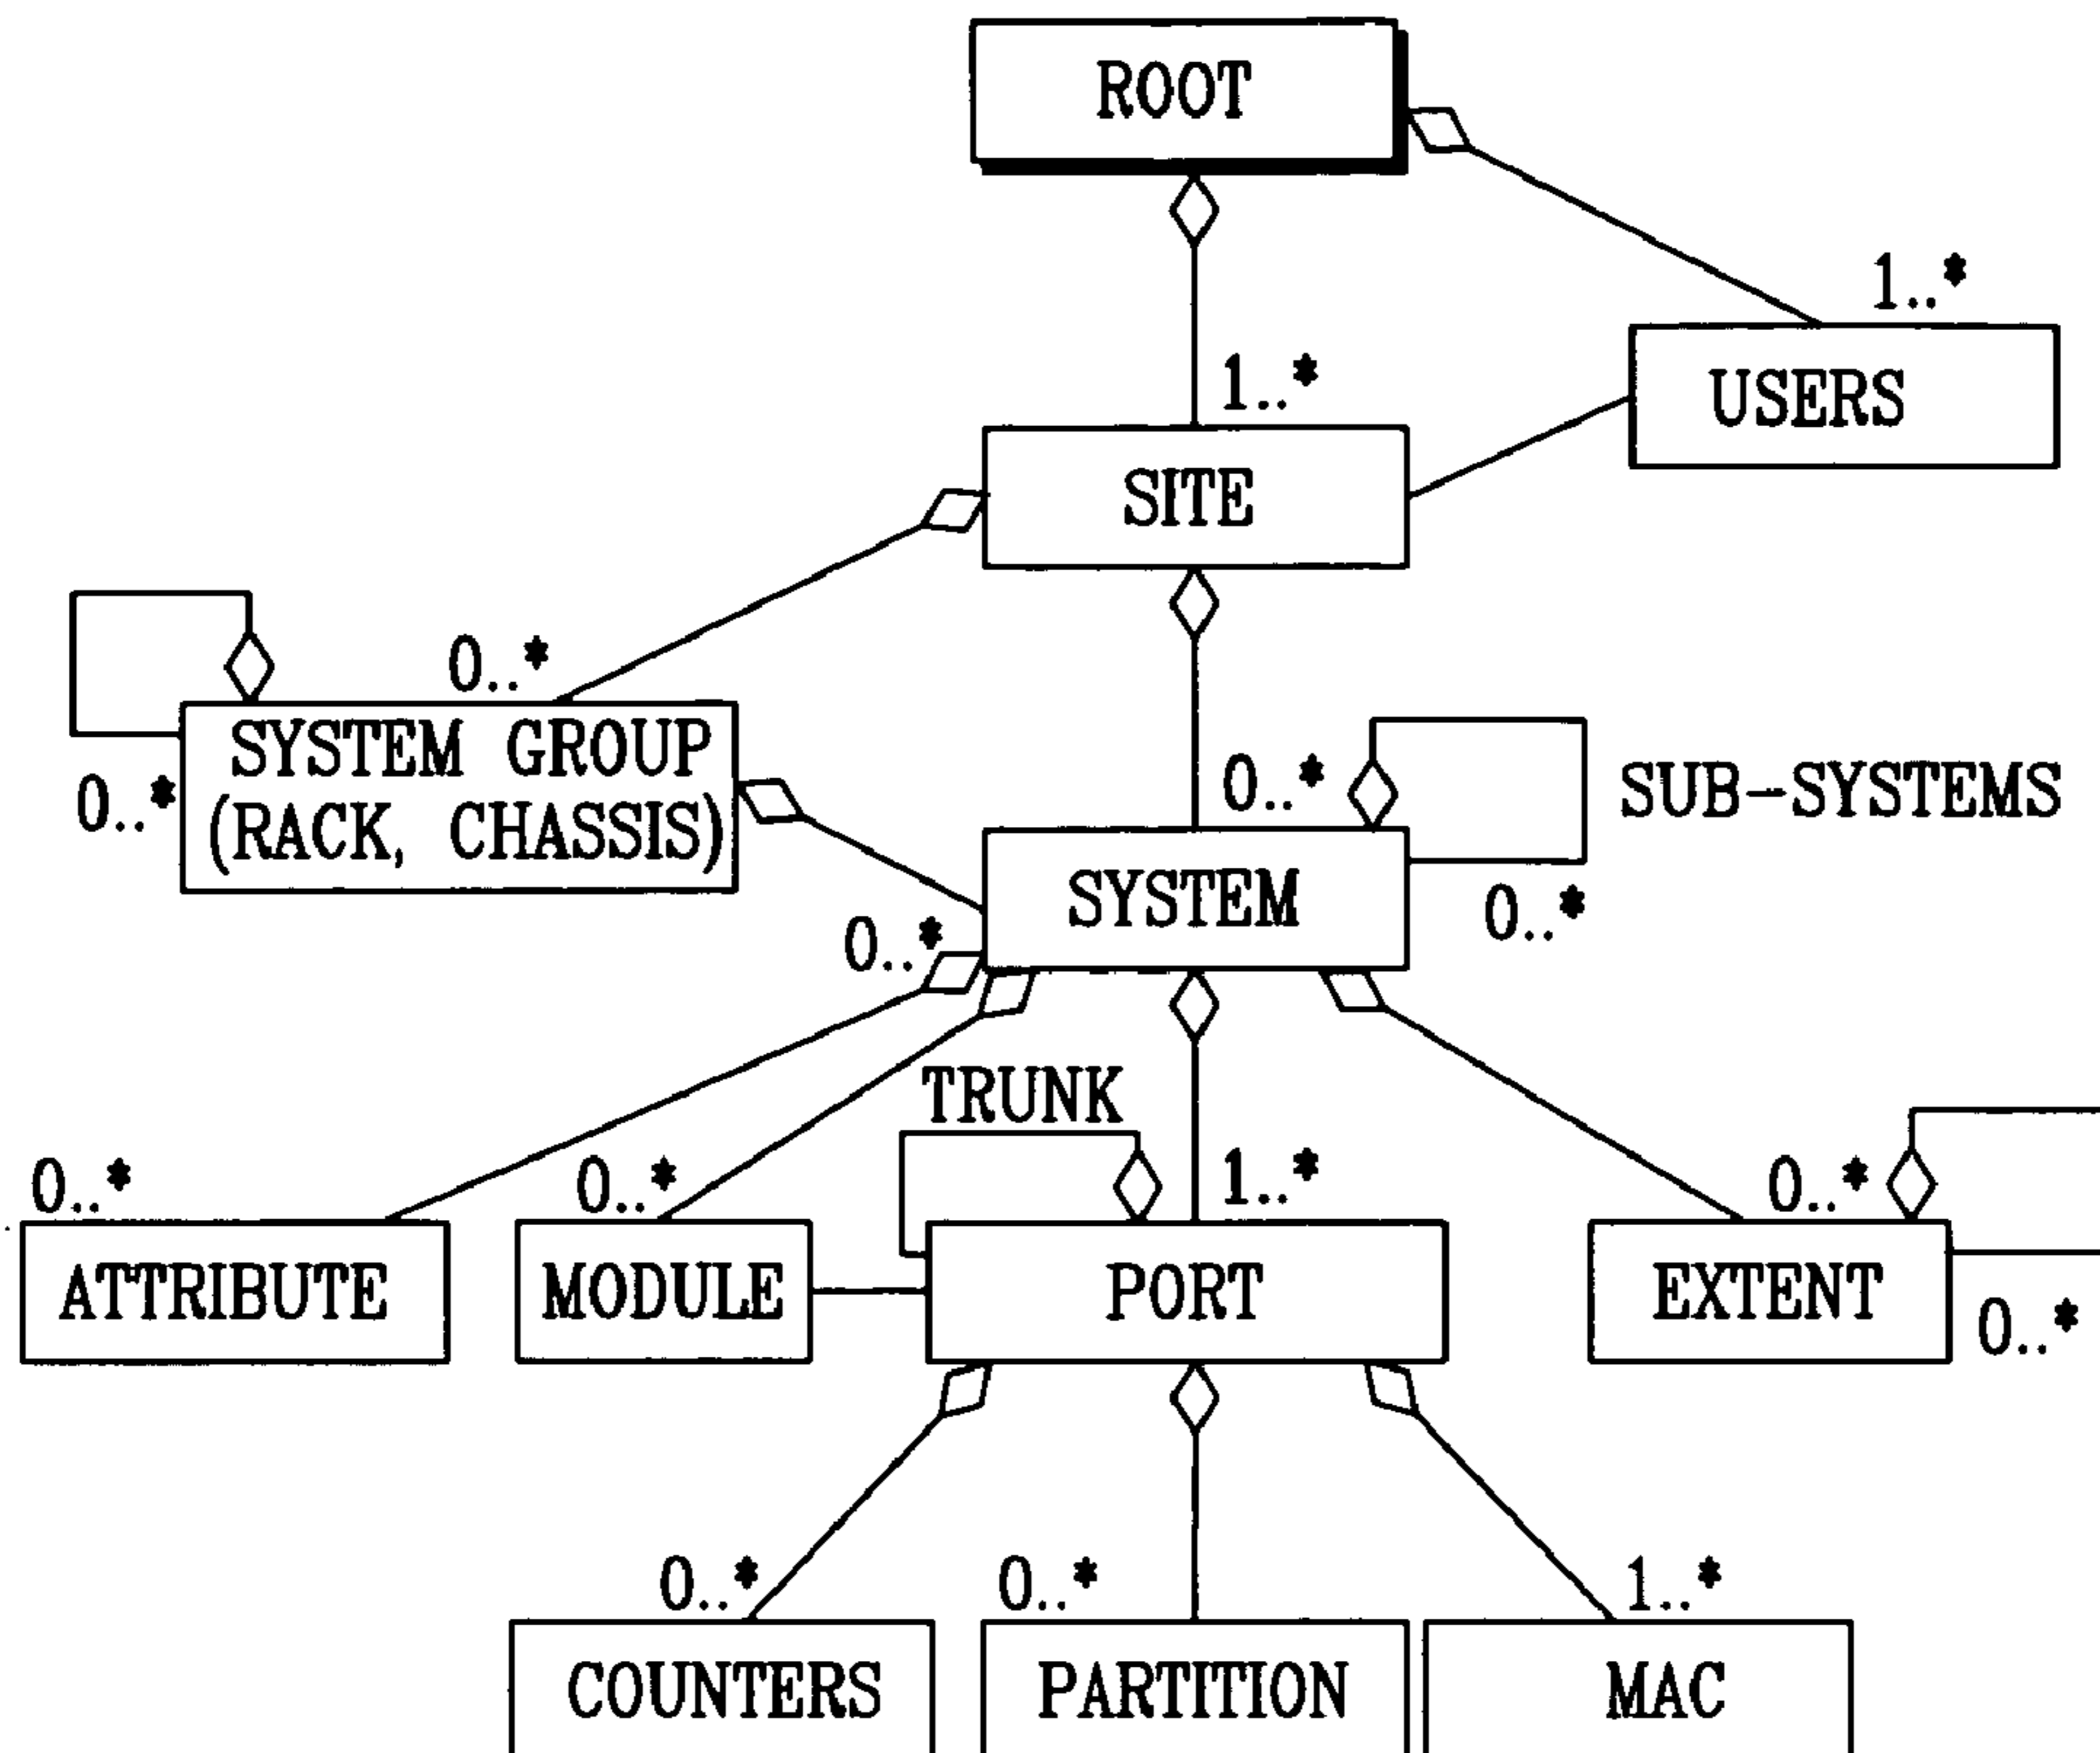 ROOT
1..*
USERS
1..*
SITE
0..*
SYSTEM GROUP
(RACK, CHASSIS)
0..*
0..*
SUB-SYSTEMS
SYSTEM
0..*
0..*
TRUNK
0..*
0..*
1..*
0..*
ATTRIBUTE
MODULE
PORT
EXTENT
0..*
0..*
0..*
1..*
COUNTERS
PARTITION
MAC